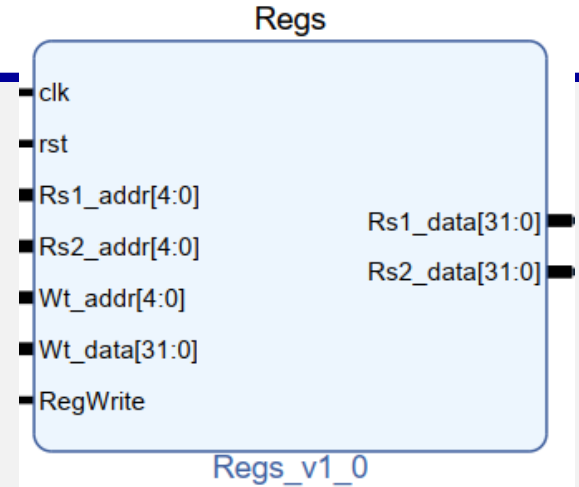 Regs
clk
rst
Rs1_addr[4:0]
Rs2_addr[4:0]
Wt_addr[4:0]
Wt_data[31:0]
RegWrite
Rs1_data[31:0]
Rs2_data[31:0]
Regs_v1_0